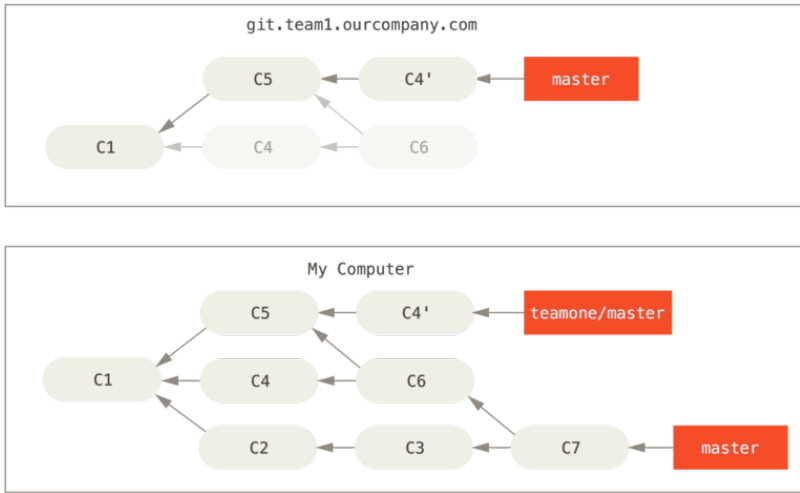 git.team1.ourcompany.com
C5
C4'
master
C1
C4
C6
My Computer
C5
C4'
teamone/master
C1
C4
C6
C2
C3
C7
master